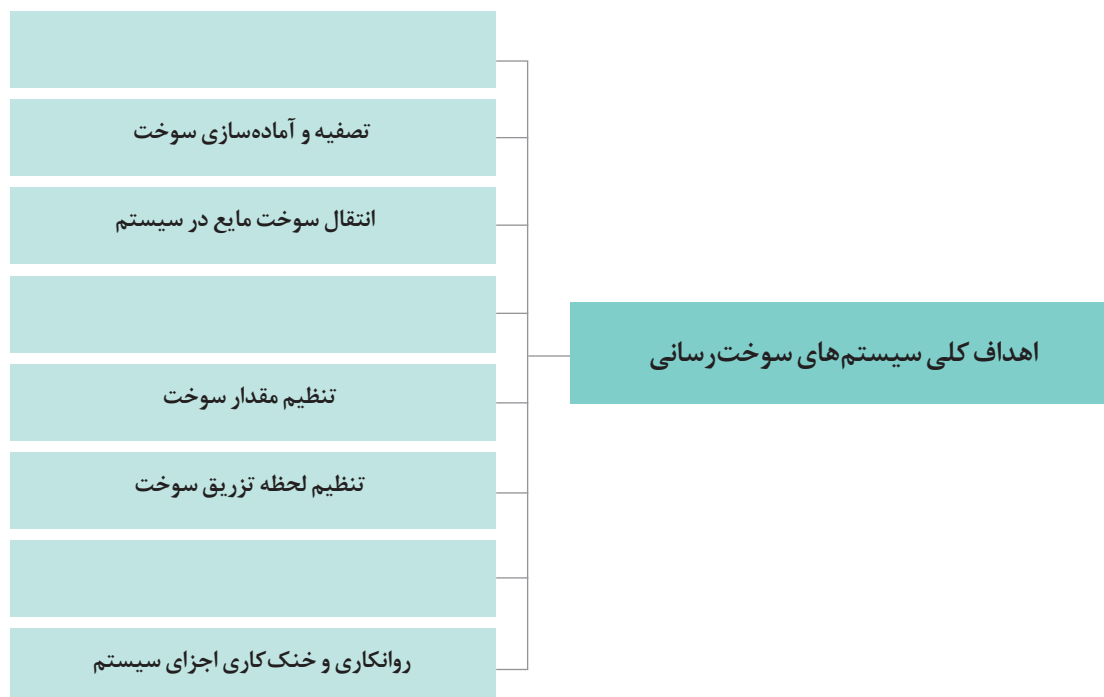 اهداف کلی سیستم‌های سوخت‌رسانی
تصفیه و آماده‌سازی سوخت
انتقال سوخت مایع در سیستم
تنظیم مقدار سوخت
تنظیم لحظه تزریق سوخت
روانکاری و خنک‌کاری اجزای سیستم